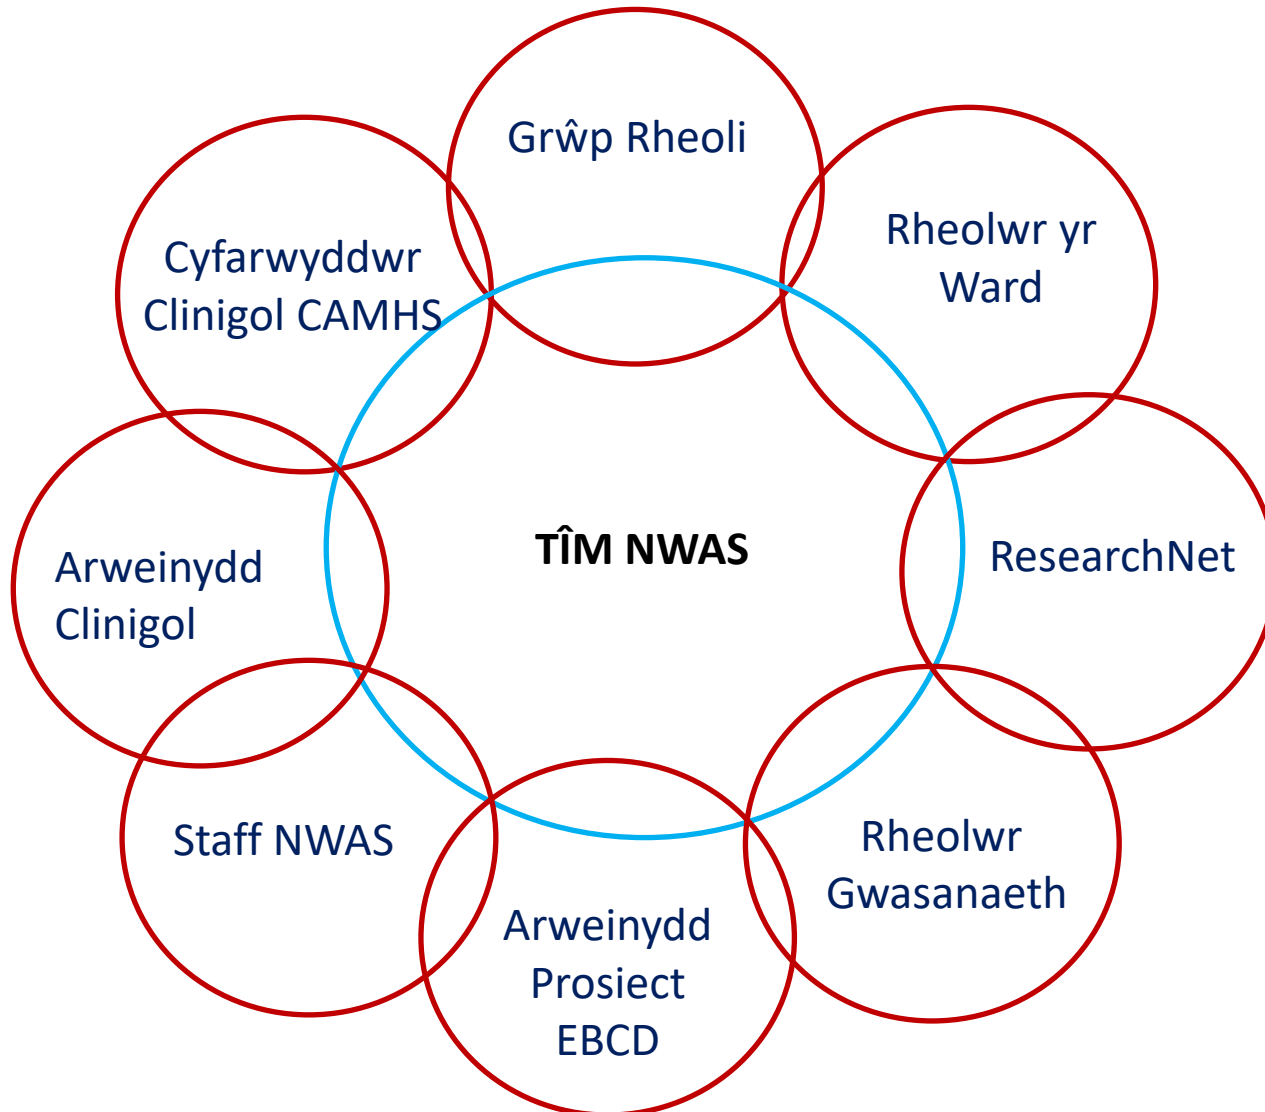 Grŵp Rheoli
Rheolwr yr
Ward
Cyfarwyddwr
Clinigol CAMHS
TÎM NWAS
ResearchNet
Arweinydd
Clinigol
Staff NWAS
Rheolwr
Gwasanaeth
Arweinydd
Prosiect
EBCD